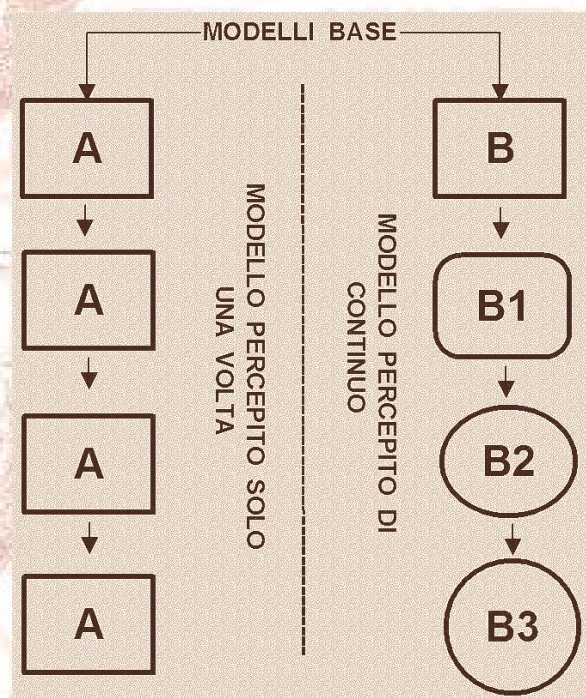 MODELLI BASE
A
A
A
A
MODELLO PERCEPITO SOLO
UNA VOLTA
MODELLO PERCEPITO DI
CONTINUO
B
B1
B2
B3